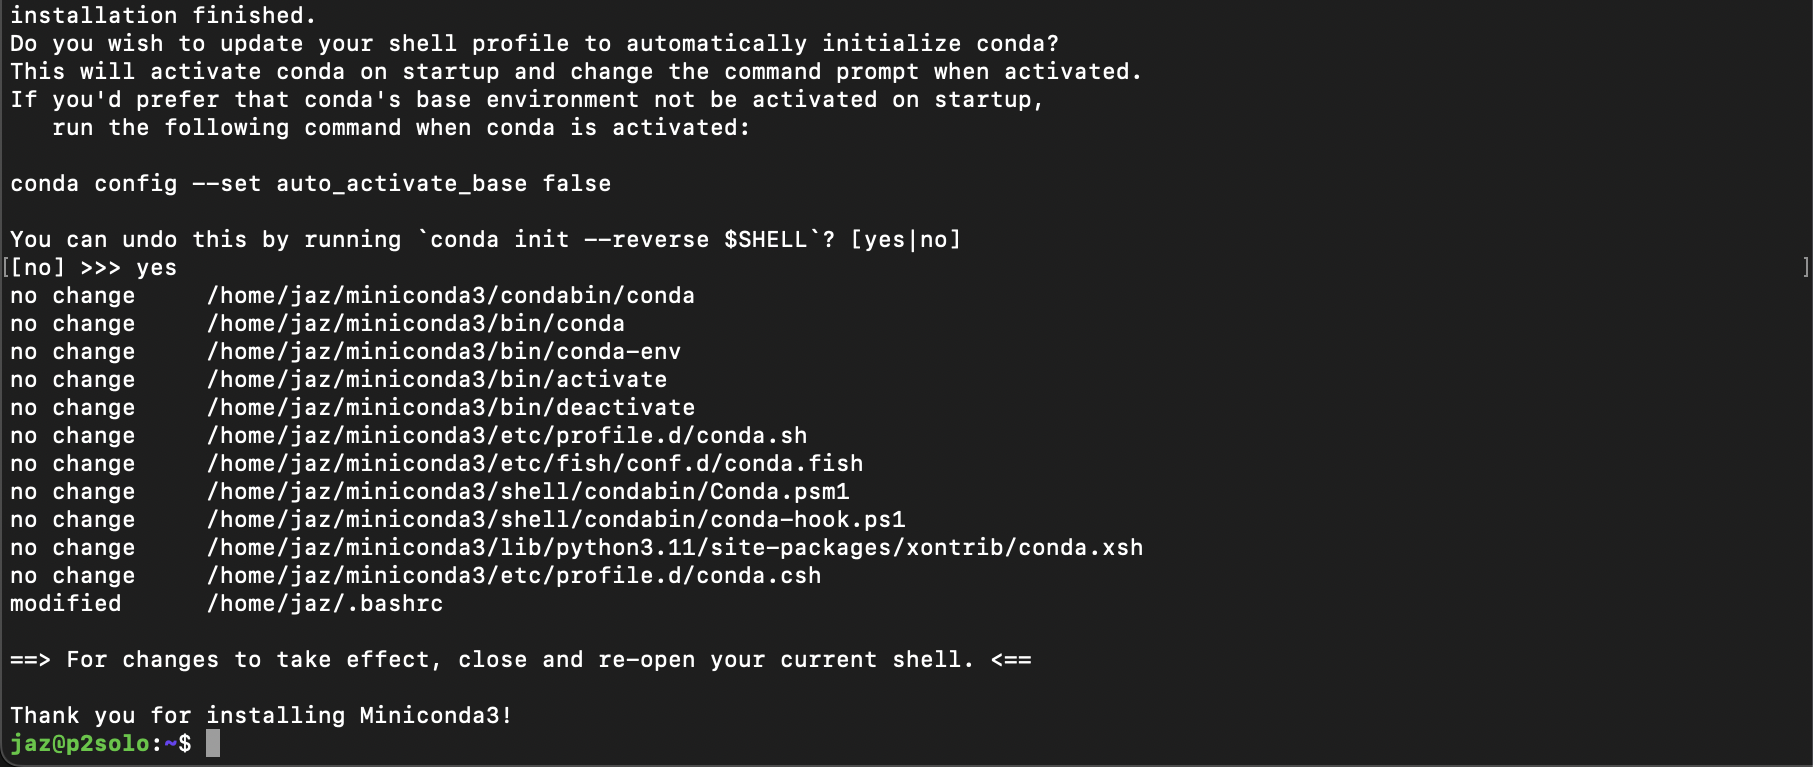 installation finished.
Do you wish to update your shell profile to automatically initialize conda?
This will activate conda on startup and change the command prompt when activated.
If you'd prefer that conda's base environment not be activated on startup,
   run the following command when conda is activated:

conda config --set auto_activate_base false

You can undo this by running `conda init --reverse $SHELL`? [yes|no]
[[no] >>> yes ]
no change     /home/jaz/miniconda3/condabin/conda
no change     /home/jaz/miniconda3/bin/conda
no change     /home/jaz/miniconda3/bin/conda-env
no change     /home/jaz/miniconda3/bin/activate
no change     /home/jaz/miniconda3/bin/deactivate
no change     /home/jaz/miniconda3/etc/profile.d/conda.sh
no change     /home/jaz/miniconda3/etc/fish/conf.d/conda.fish
no change     /home/jaz/miniconda3/shell/condabin/Conda.psm1
no change     /home/jaz/miniconda3/shell/condabin/conda-hook.ps1
no change     /home/jaz/miniconda3/lib/python3.11/site-packages/xontrib/conda.xsh
no change     /home/jaz/miniconda3/etc/profile.d/conda.csh
modified      /home/jaz/.bashrc

==> For changes to take effect, close and re-open your current shell. <==

Thank you for installing Miniconda3!
jaz@p2solo:~$